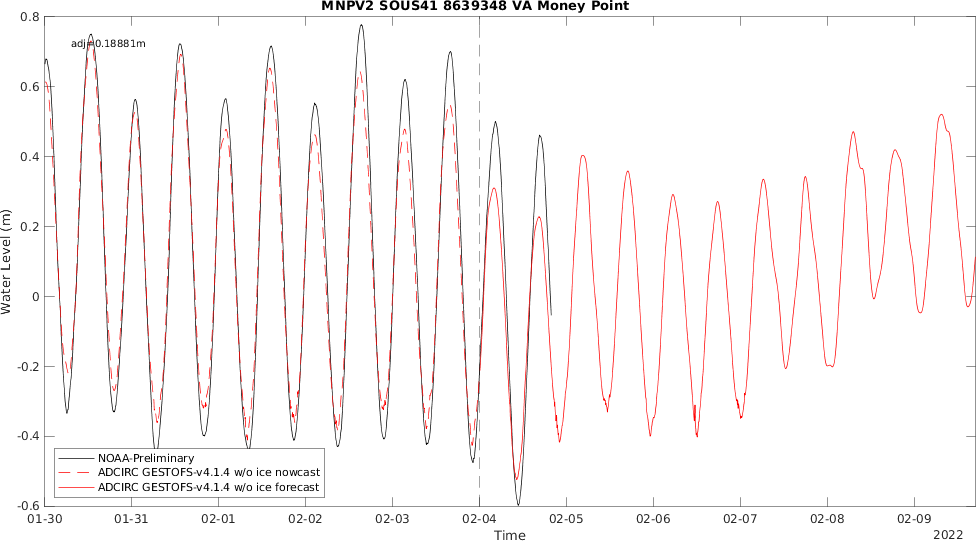 MNPV2 SOUS41 8639348 VA Money Point
adj=0.18881m
0.8
0.6
0.4
0.2
0
-0.2
-0.4
-0.6
Water Level (m)
NOAA-Preliminary
ADCIRC GESTOFS-v4.1.4 w/o ice nowcast
ADCIRC GESTOFS-v4.1.4 w/o ice forecast
01-30 01-31 02-01 02-02 02-03 02-04 02-05 02-06 02-07 02-08 02-09
Time
2022